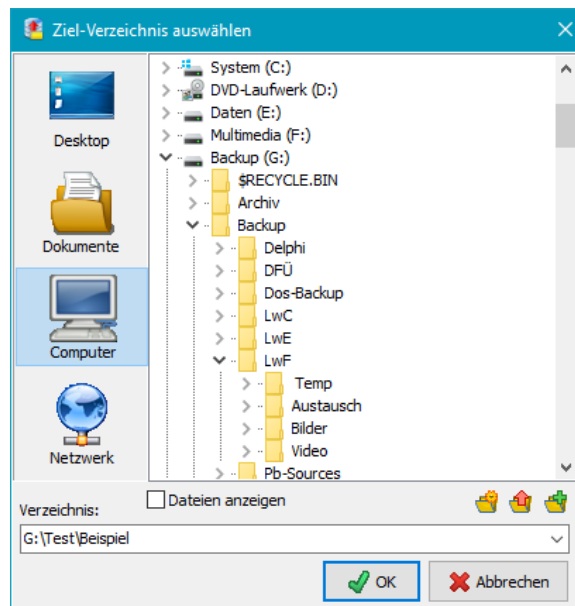 Ziel-Verzeichnis auswählen
Desktop
Dokumente
Computer
Netzwerk
System (C:)
DVD-Laufwerk (D:)
Daten (E:)
Multimedia (F:)
Backup (G:)
$RECYCLE.BIN
Archiv
Backup
Delphi
DFÜ
Dos-Backup
LwC
LwE
LwF
Temp
Austausch
Bilder
Video
Pb-Sources
Verzeichnis:
Dateien anzeigen
G:\Test\Beispiel
OK
Abbrechen